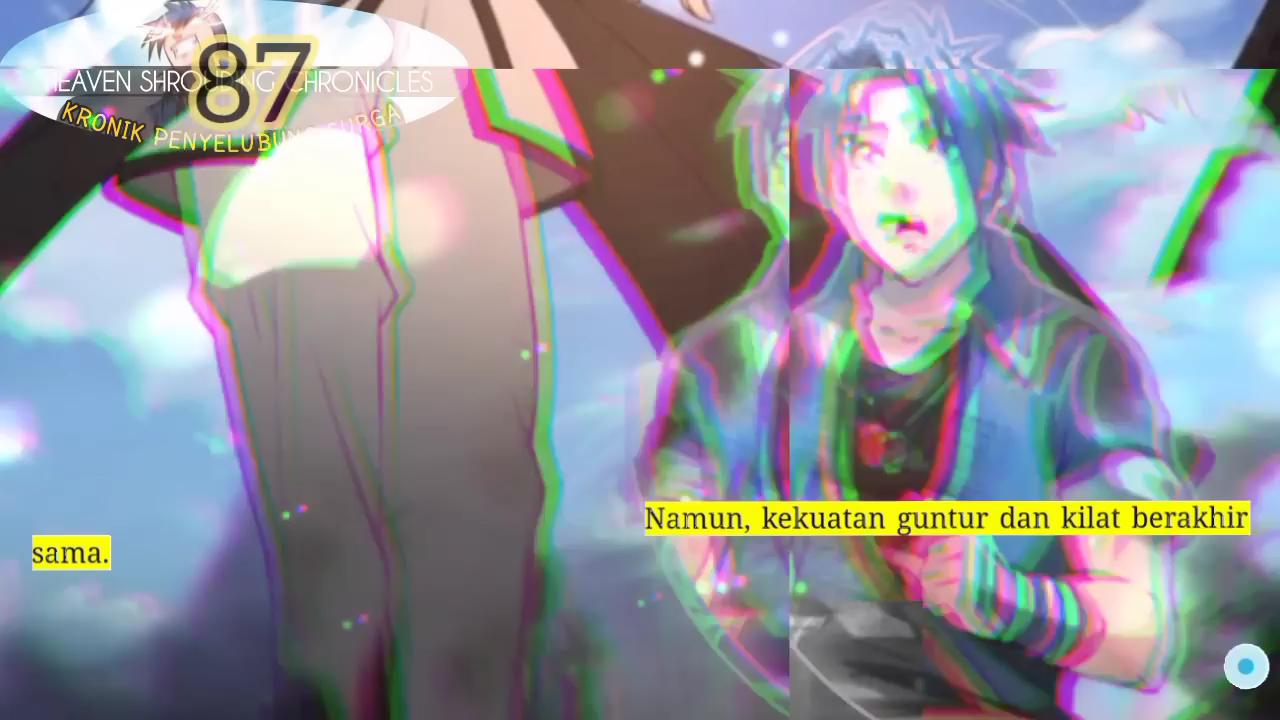 87
HEAVEN SHROUDING CHRONICLES
KRONIK PENYELUBUNG SURGA
Namun, kekuatan guntur dan kilat berakhir
sama.